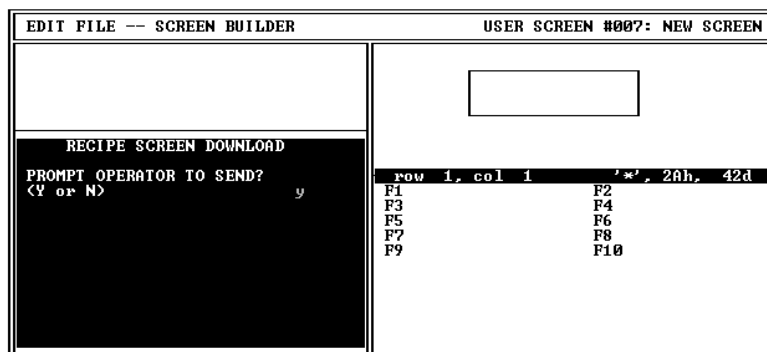 EDIT FILE -- SCREEN BUILDER
USER SCREEN #007: NEW SCREEN
RECIPE SCREEN DOWNLOAD
PROMPT OPERATOR TO SEND?
(Y or N) y
row 1, col 1 '*', 2Ah, 42d
F1 F2
F3 F4
F5 F6
F7 F8
F9 F10